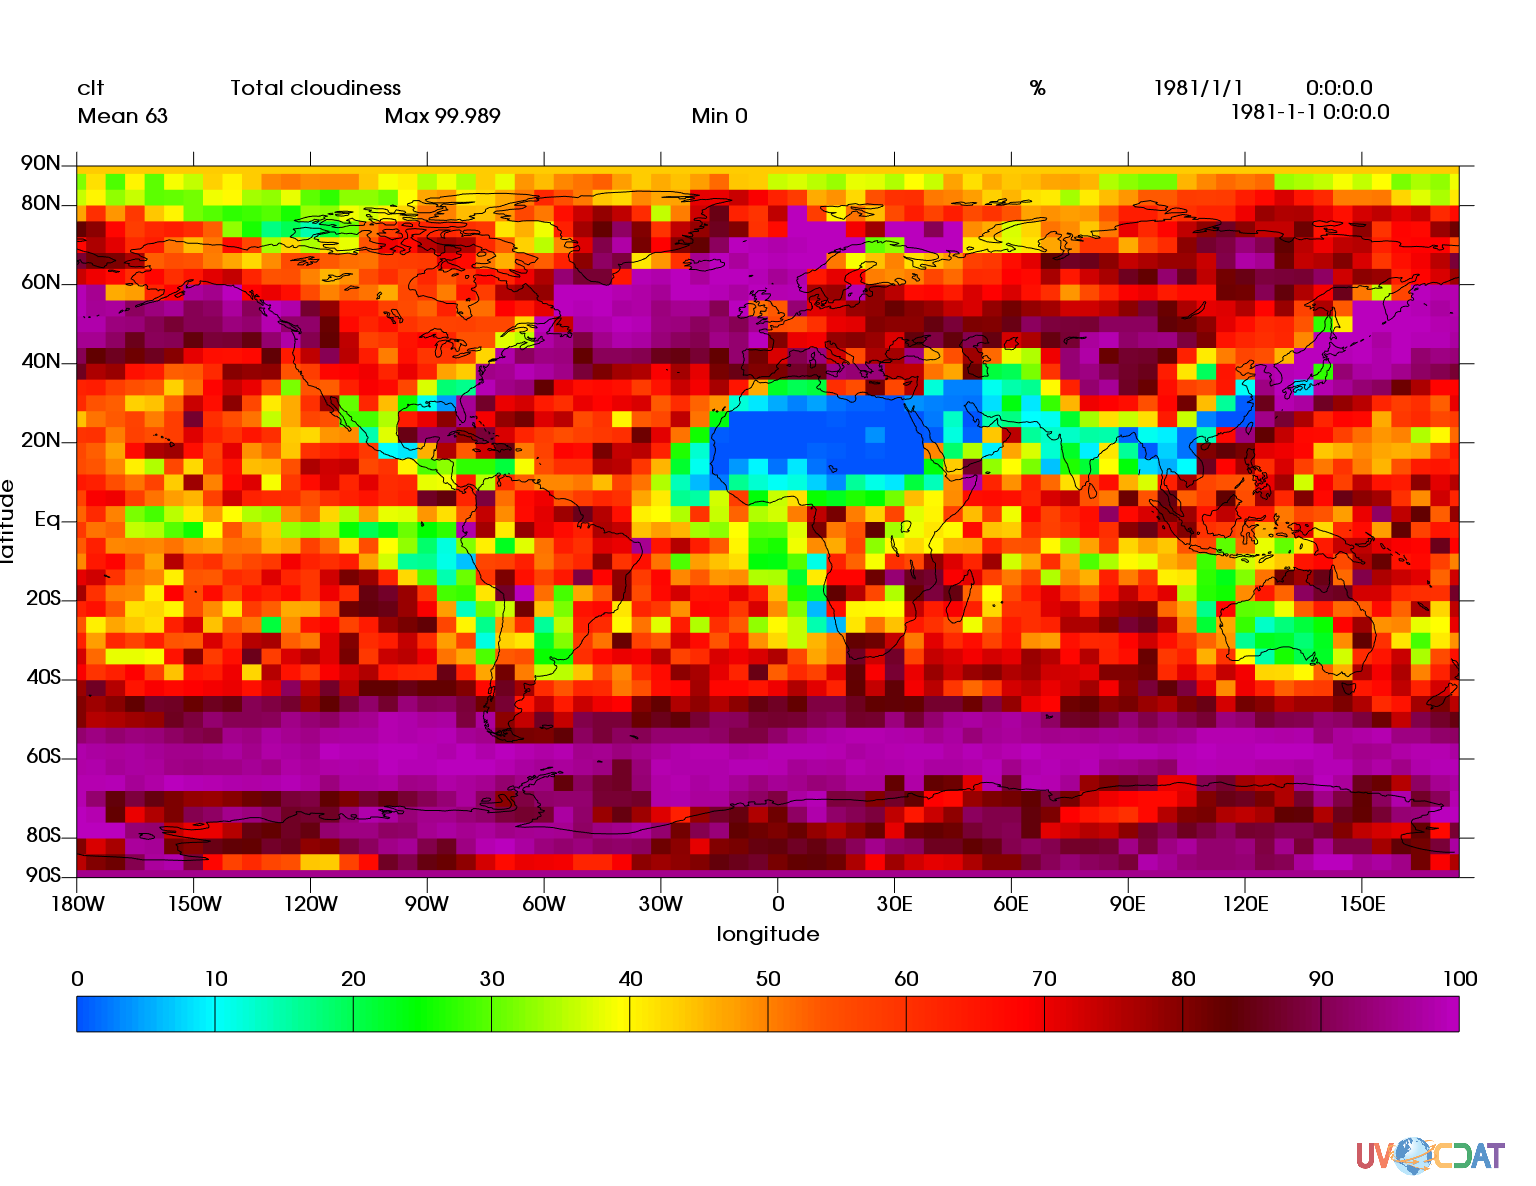 clt Total cloudiness % 1981/1/1 0:0:0.0
Mean 63 Max 99.989 Min 0 1981-1-1 0:0:0.0
90N
80N
60N
40N
20N
Eq
20S
40S
60S
80S
90S
latitude
180W 150W 120W 90W 60W 30W 0 30E 60E 90E 120E 150E
longitude
0 10 20 30 40 50 60 70 80 90 100
UV CDAT